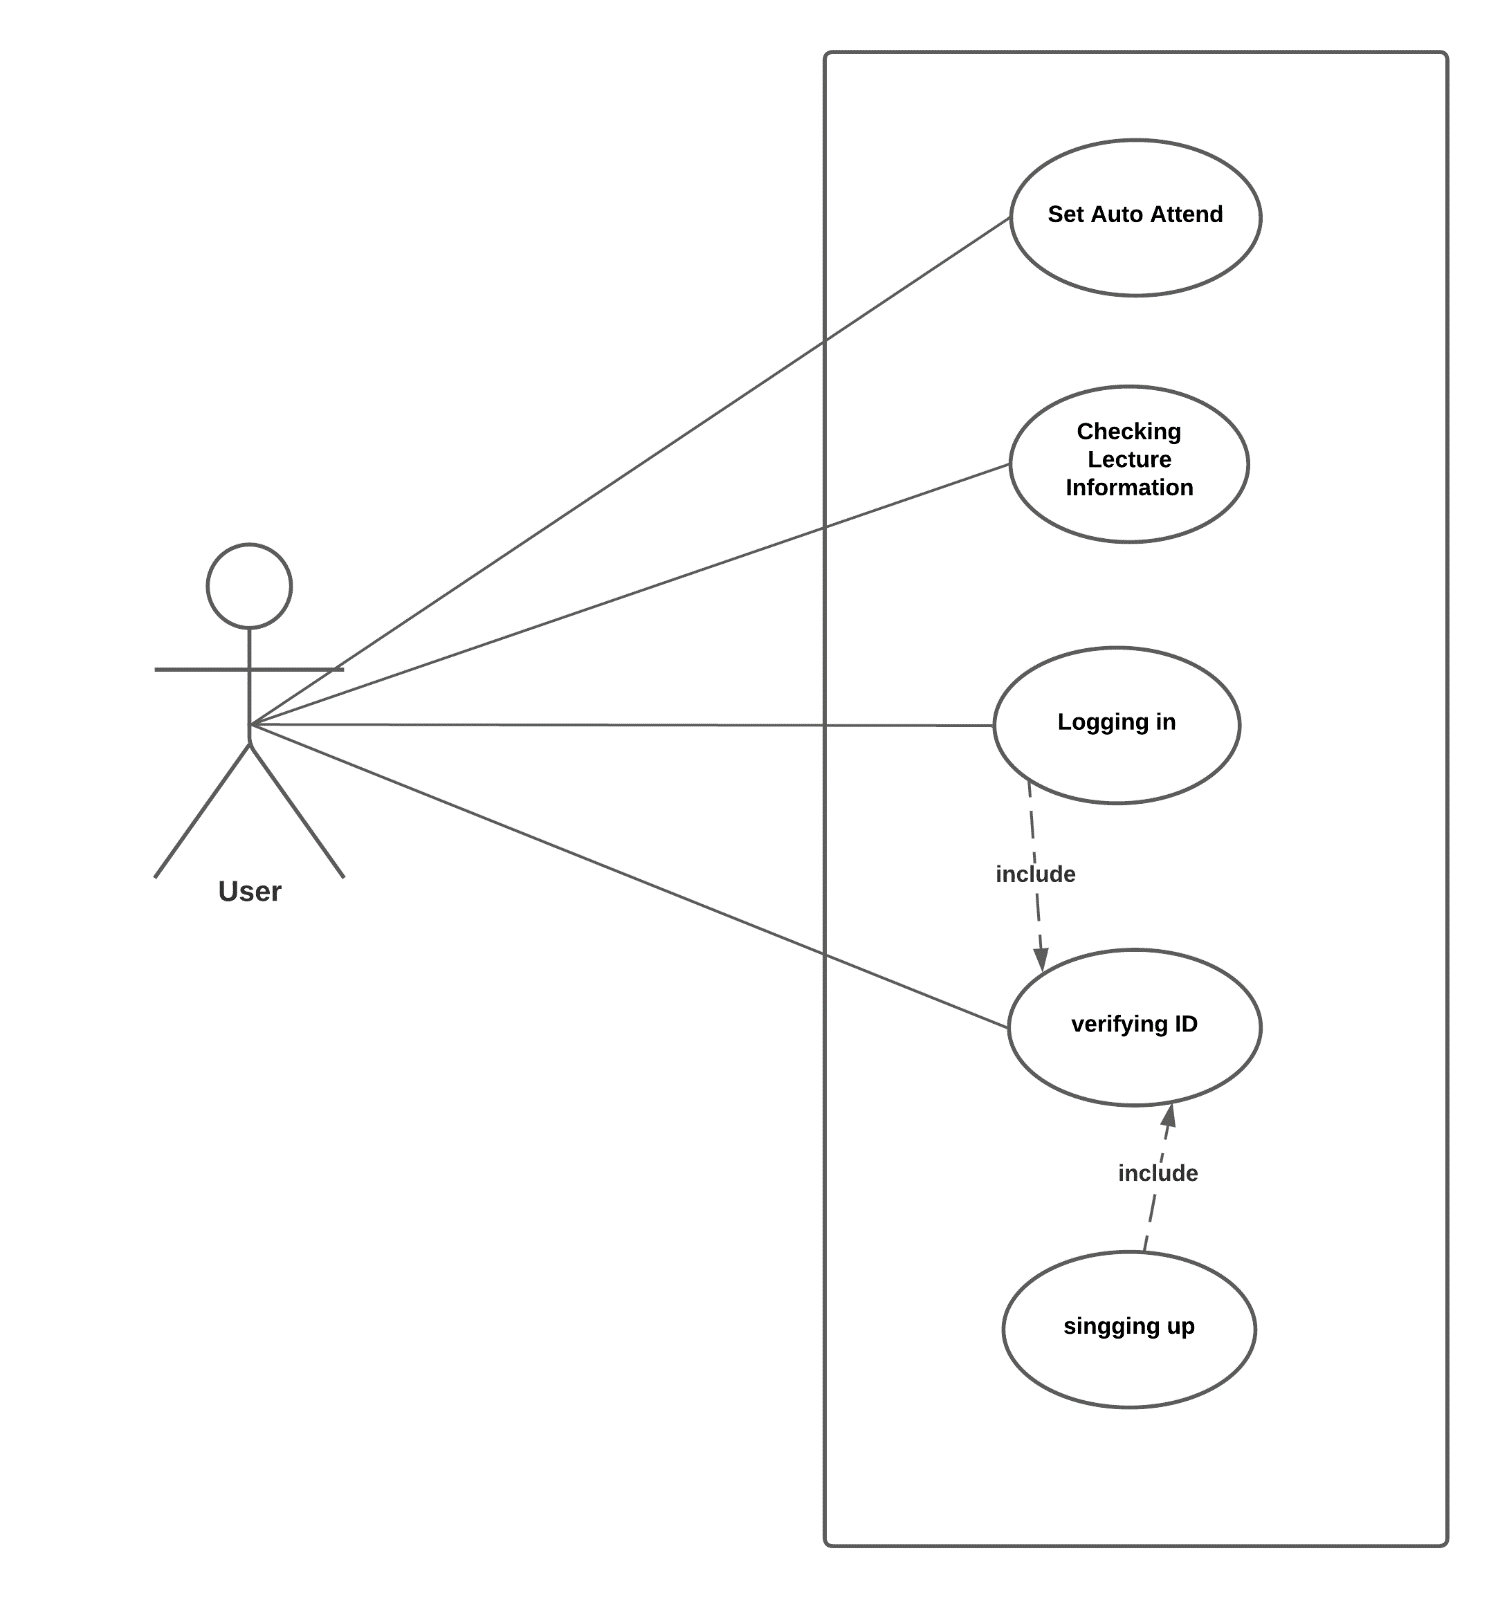 Set Auto Attend
Checking
Lecture
Information
Logging in
include
User
verifying ID
include
singging up